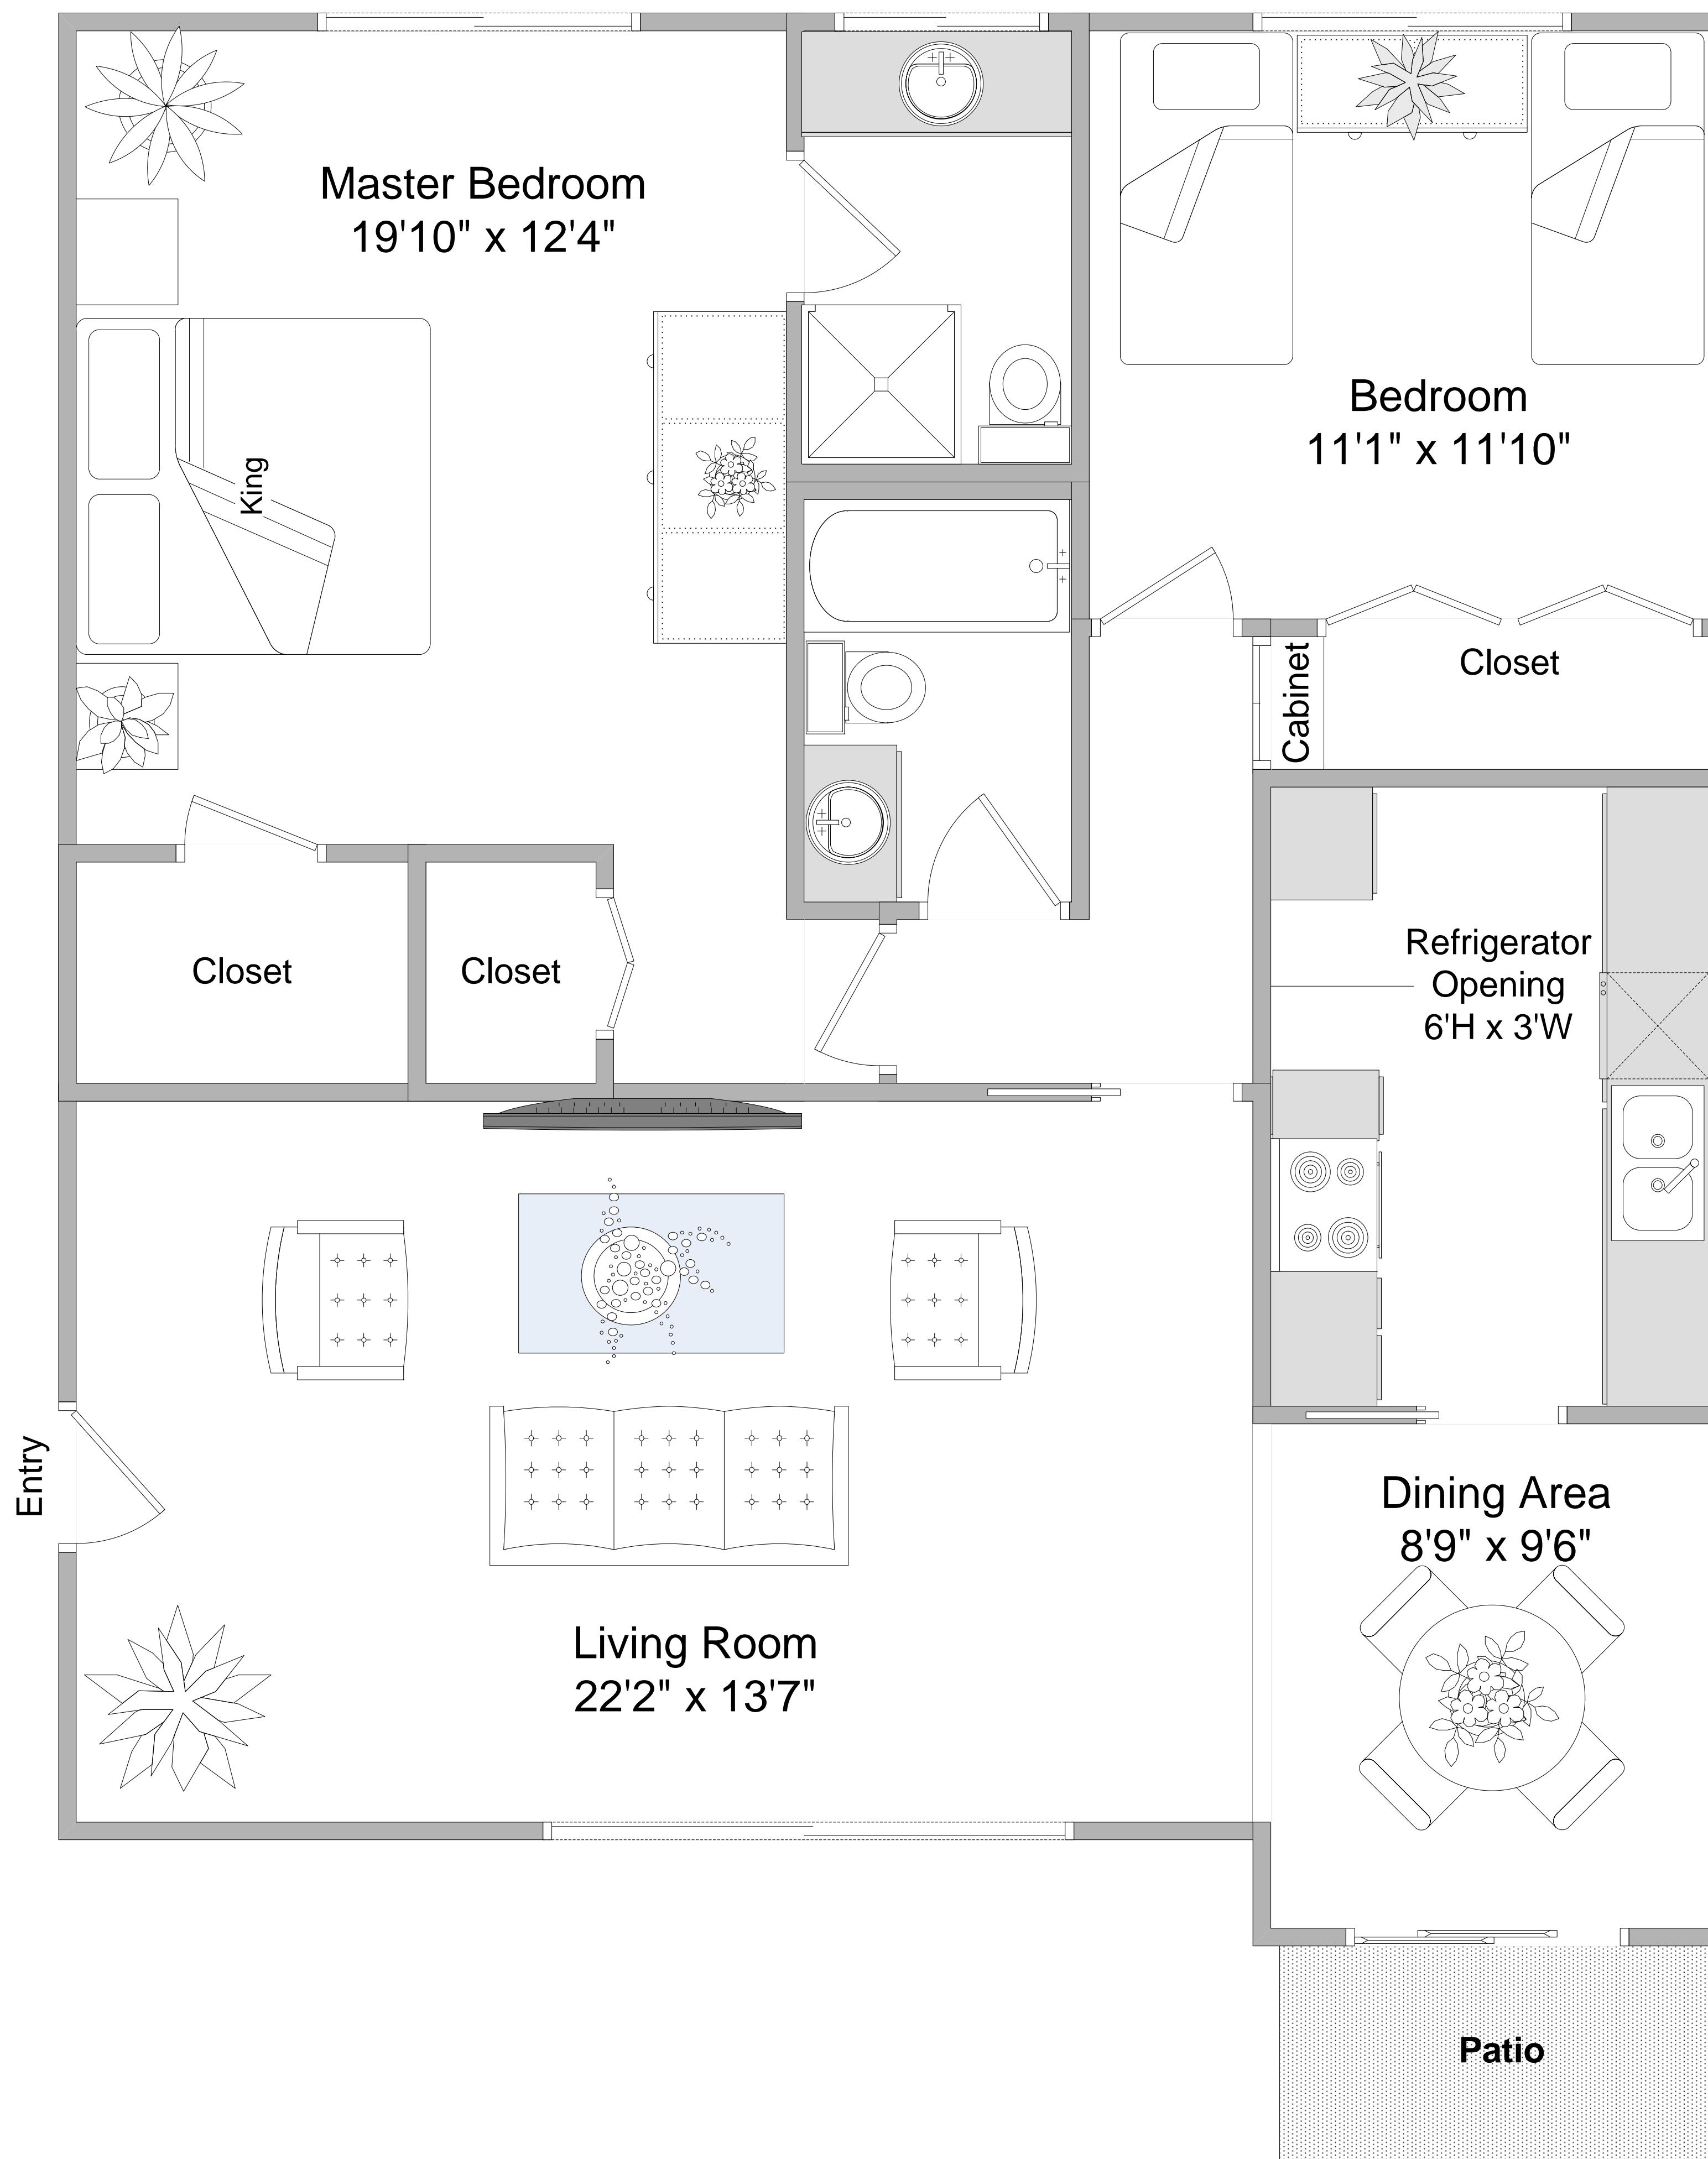 Master Bedroom
19'10" x 12'4"
King
Bedroom
11'1" x 11'10"
Cabinet
Closet
Closet
Closet
Refrigerator
Opening
6'H x 3'W
Entry
Dining Area
8'9" x 9'6"
Living Room
22'2" x 13'7"
Patio